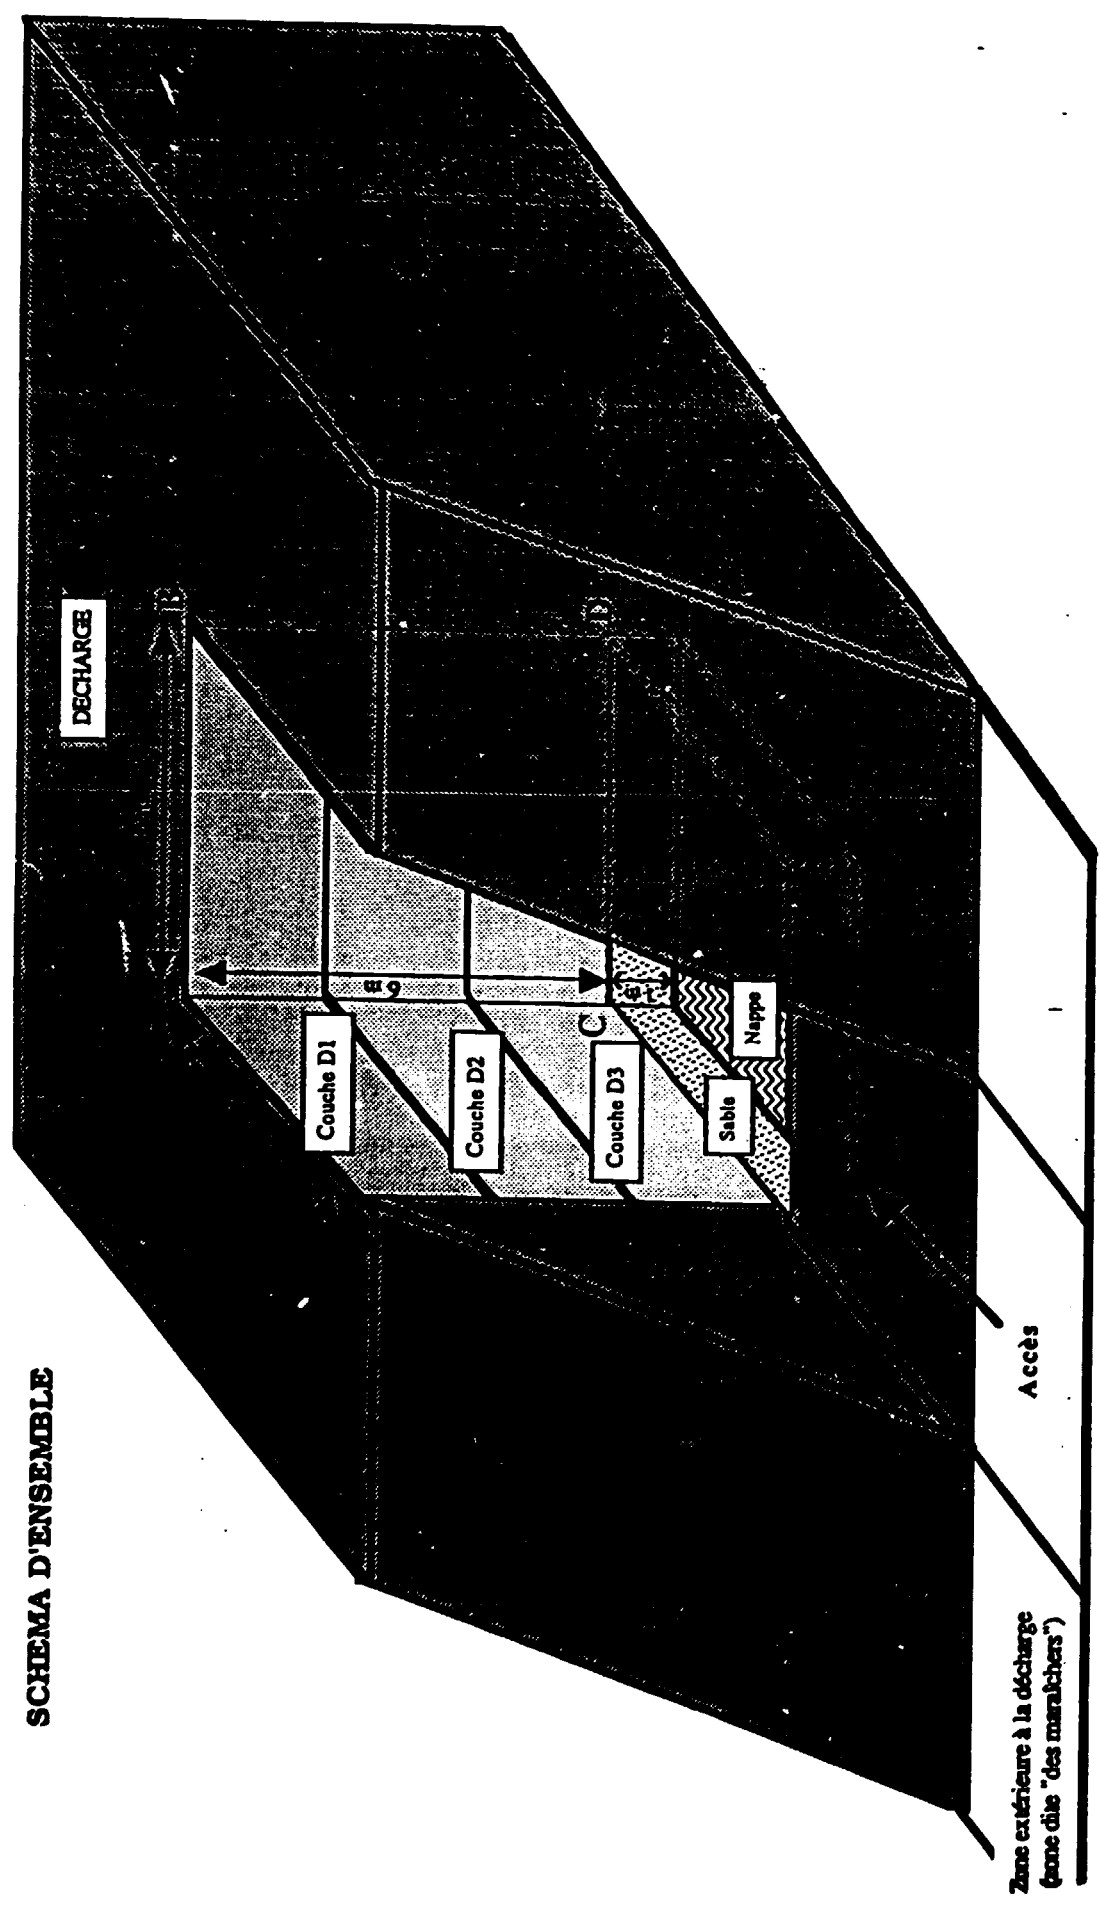 SCHEMA D'ENSEMBLE
DECHARGE
Couche D1
6 m
Couche D2
C
Couche D3
Sable
Nappe
Accès
Zone extérieure à la décharge
(zone dite "des maraîchers")